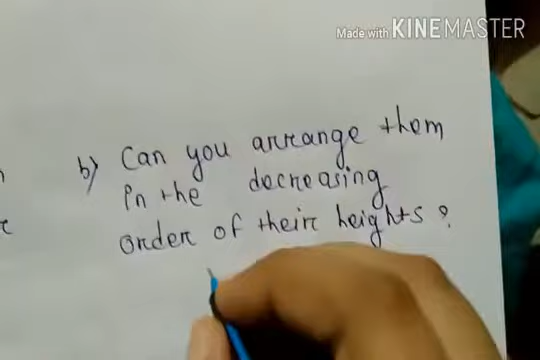 Made with KINEMASTER
b) Can you arrange them
in the decreasing
order of their heights?